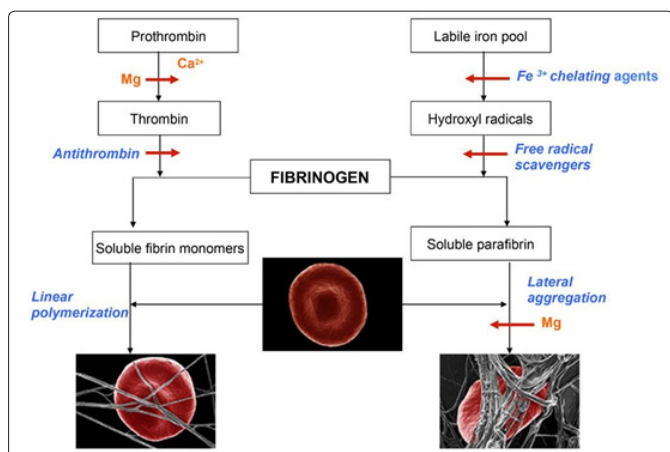 Prothrombin
Ca2+
Mg
Thrombin
Antithrombin
Labile iron pool
Fe 3+ chelating agents
Hydroxyl radicals
Free radical
scavengers
FIBRINOGEN
Soluble fibrin monomers
Soluble parafibrin
Linear
polymerization
Lateral
aggregation
Mg